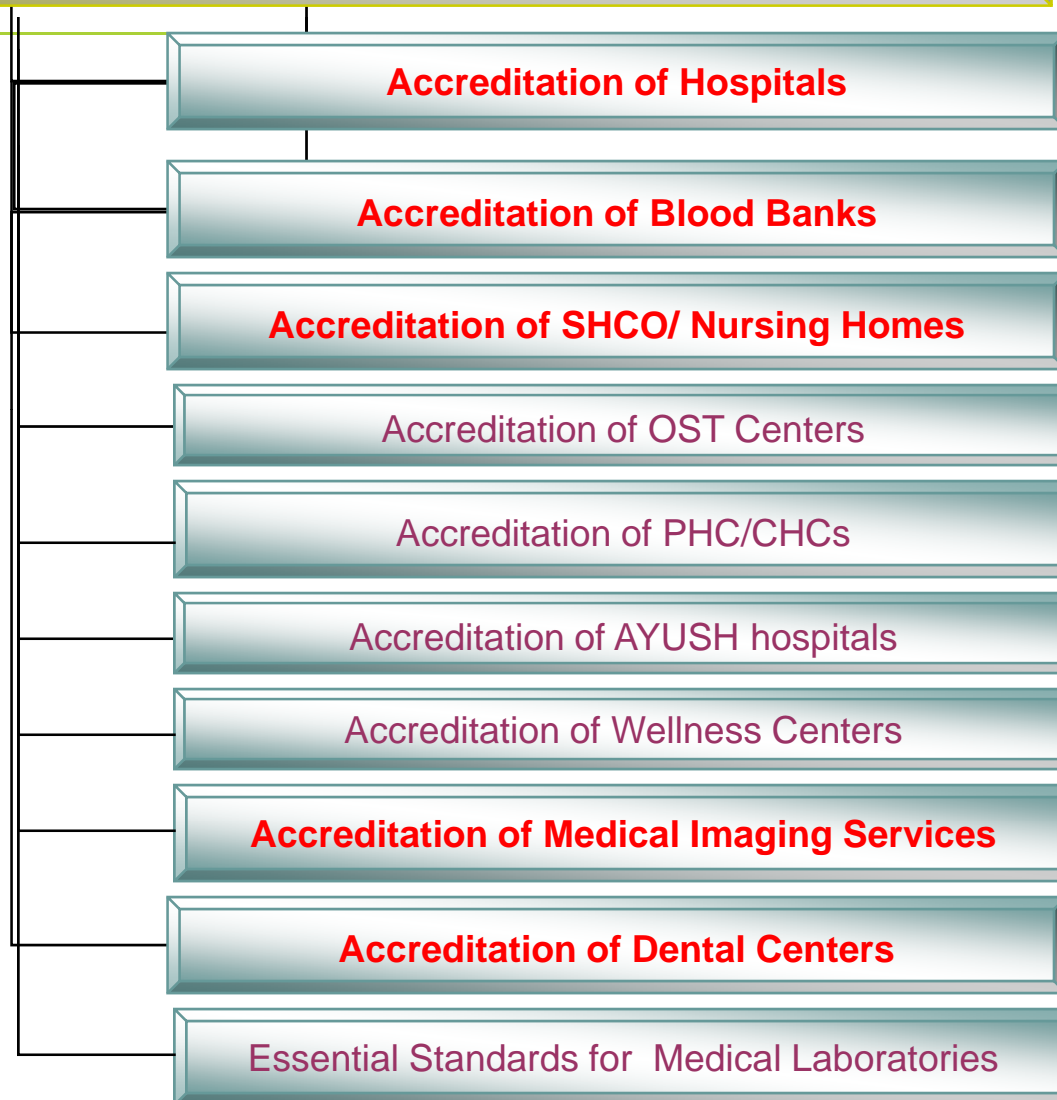 Accreditation of Hospitals
Accreditation of Blood Banks
Accreditation of SHCO/ Nursing Homes
Accreditation of OST Centers
Accreditation of PHC/CHCs
Accreditation of AYUSH hospitals
Accreditation of Wellness Centers
Accreditation of Medical Imaging Services
Accreditation of Dental Centers
Essential Standards for  Medical Laboratories